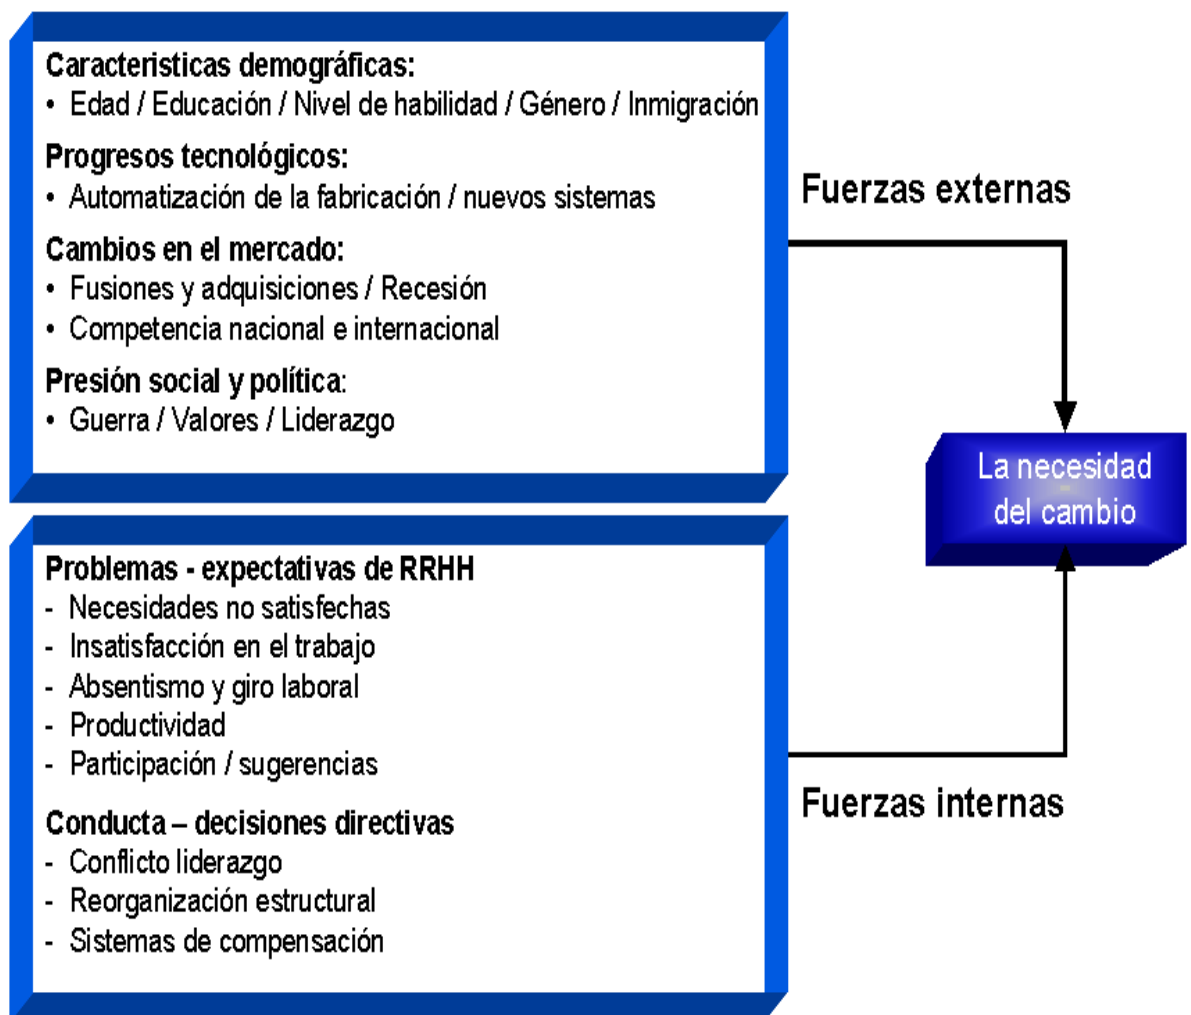 Caracteristicas demográficas:
• Edad / Educación / Nivel de habilidad / Género / Inmigración
Progresos tecnológicos:
• Automatización de la fabricación / nuevos sistemas
Cambios en el mercado:
• Fusiones y adquisiciones / Recesión
• Competencia nacional e internacional
Presión social y política:
• Guerra / Valores / Liderazgo
Fuerzas externas
La necesidad
del cambio
Problemas - expectativas de RRHH
- Necesidades no satisfechas
- Insatisfacción en el trabajo
- Absentismo y giro laboral
- Productividad
- Participación / sugerencias
Conducta – decisiones directivas
- Conflicto liderazgo
- Reorganización estructural
- Sistemas de compensación
Fuerzas internas